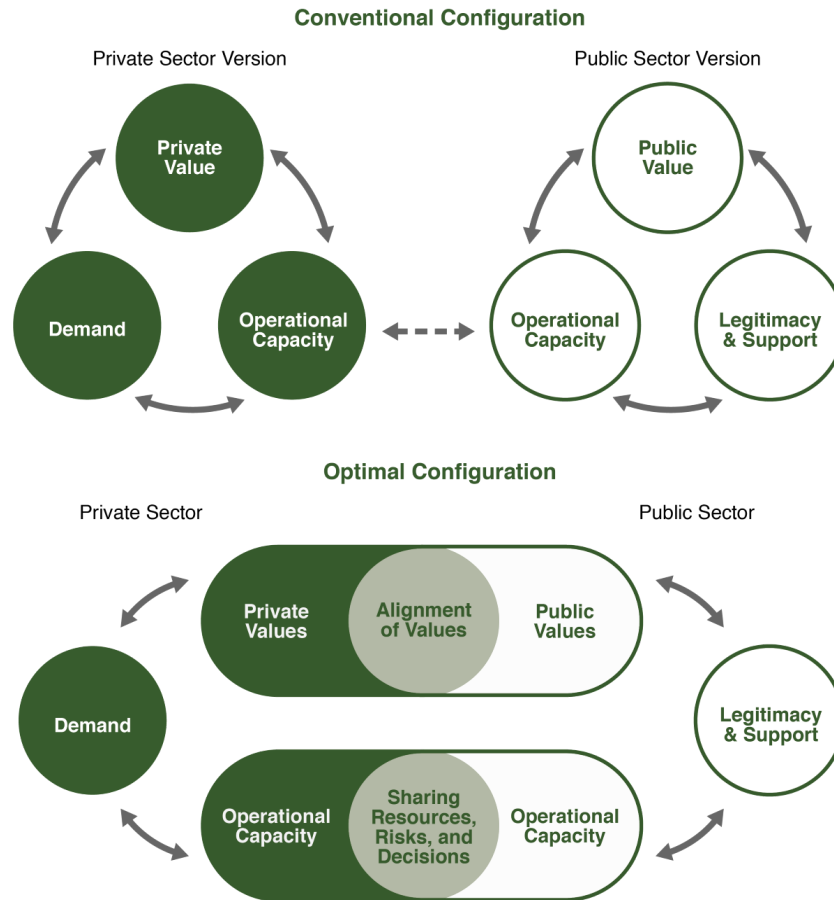 Conventional Configuration
Private Sector Version
Public Sector Version
Private
Value
Public
Value
Demand
Operational
Capacity
Operational
Capacity
Legitimacy
& Support
Optimal Configuration
Private Sector
Public Sector
Private
Values
Alignment
of Values
Public
Values
Demand
Legitimacy
& Support
Operational
Capacity
Sharing
Resources,
Risks, and
Decisions
Operational
Capacity